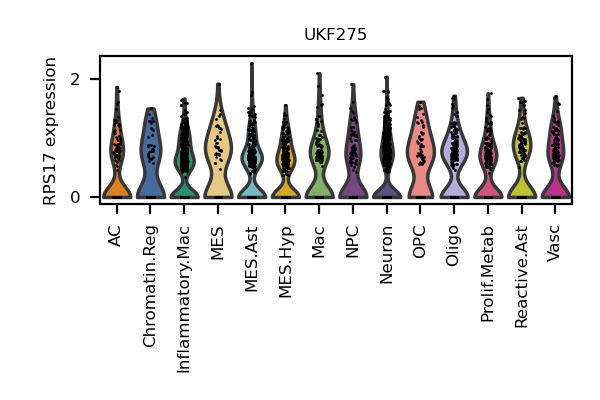 UKF275
RPS17 expression
2
0
AC
Chromatin.Reg
Inflammatory.Mac
MES
MES.Ast
MES.Hyp
Mac
NPC
Neuron
OPC
Oligo
Prolif.Metab
Reactive.Ast
Vasc